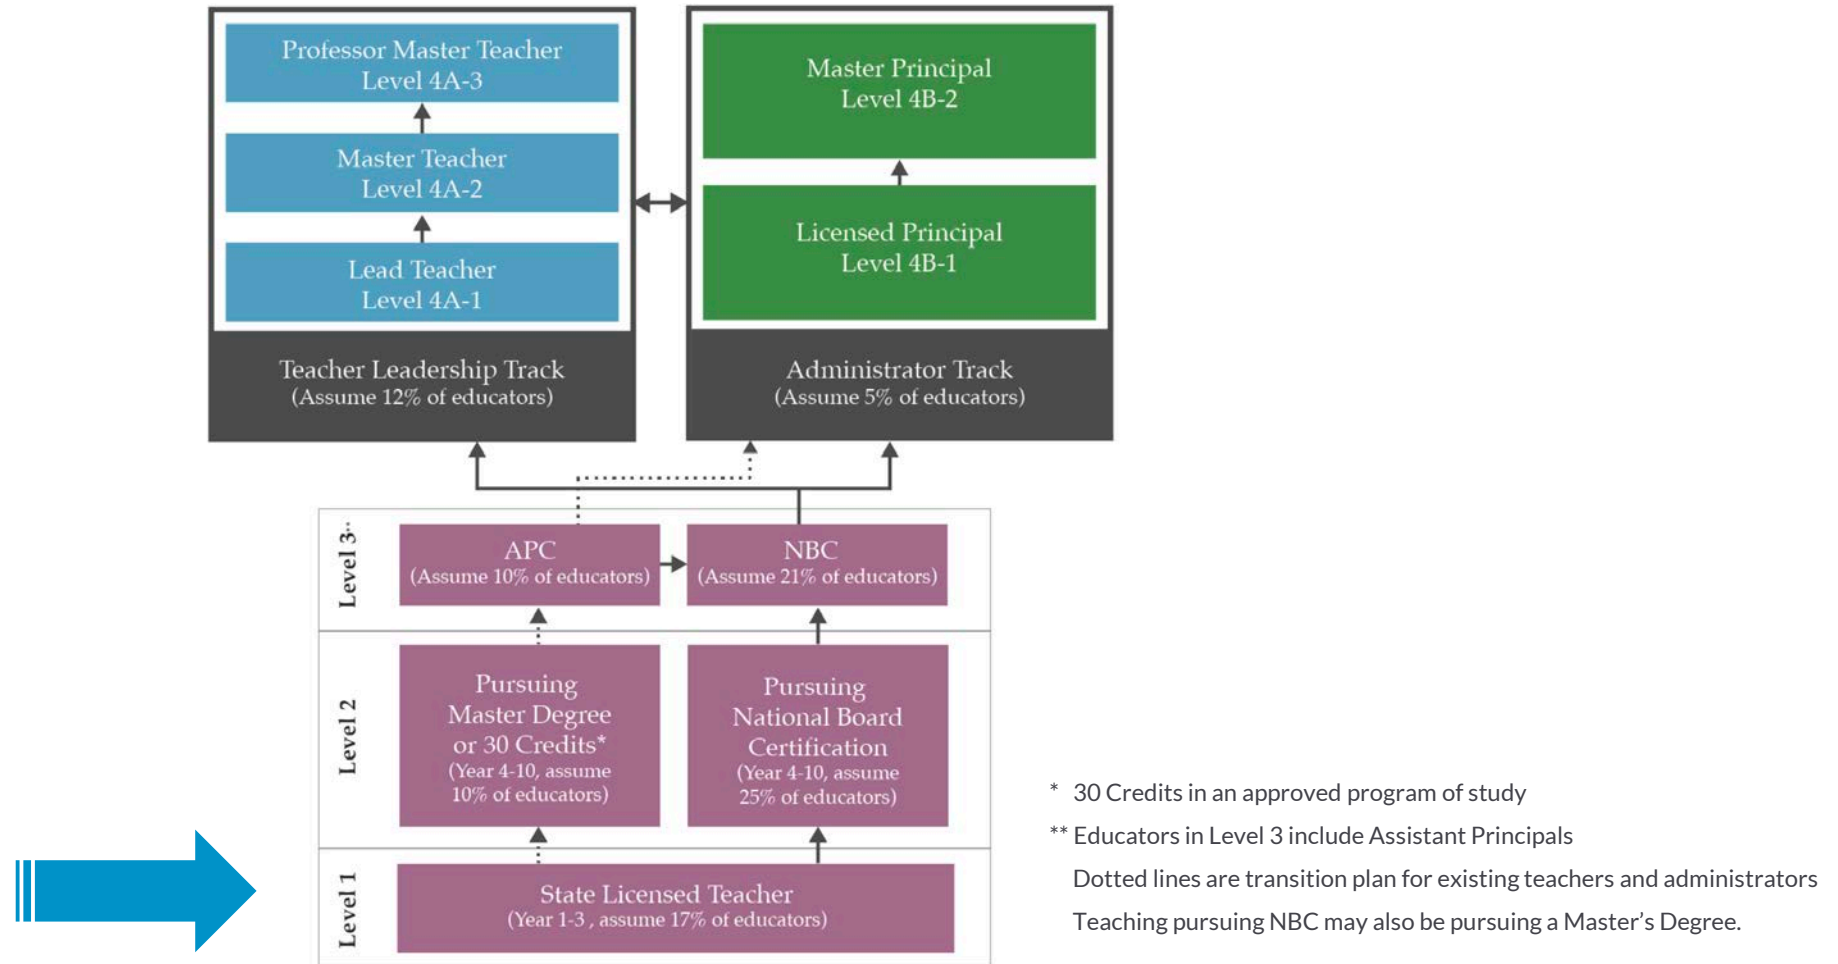 Professor Master Teacher
Level 4A-3
Master Teacher
Level 4A-2
Lead Teacher
Level 4A-1
Teacher Leadership Track
(Assume 12% of educators)
Master Principal
Level 4B-2
Licensed Principal
Level 4B-1
Administrator Track
(Assume 5% of educators)
Level 3**
APC
(Assume 10% of educators)
NBC
(Assume 21% of educators)
Level 2
Pursuing
Master Degree
or 30 Credits*
(Year 4-10, assume
10% of educators)
Pursuing
National Board
Certification
(Year 4-10, assume
25% of educators)
Level 1
State Licensed Teacher
(Year 1-3 , assume 17% of educators)
* 30 Credits in an approved program of study
** Educators in Level 3 include Assistant Principals
Dotted lines are transition plan for existing teachers and administrators
Teaching pursuing NBC may also be pursuing a Master's Degree.